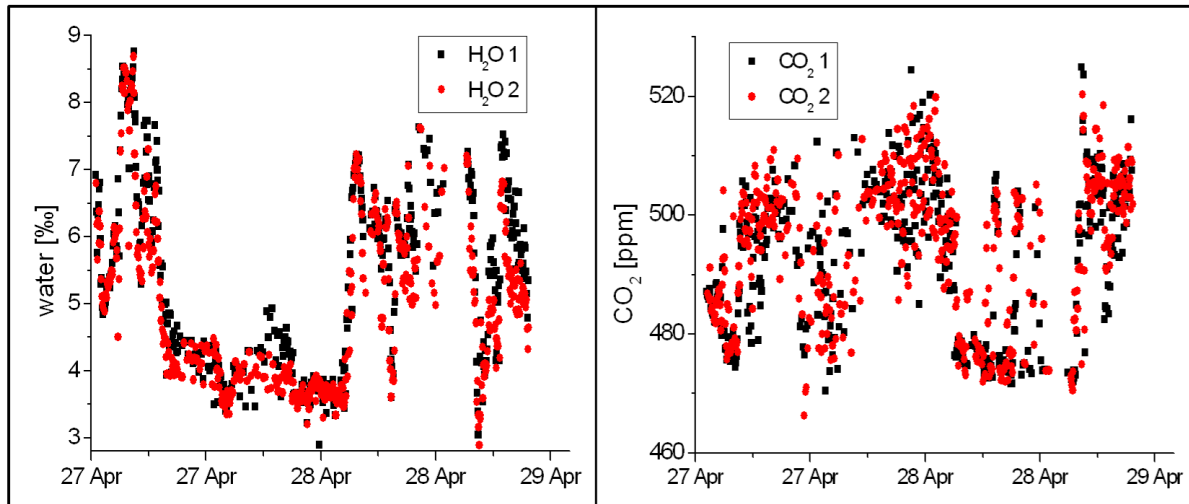 9
8
7
6
5
4
3
water [‰]
H₂O 1
H₂O 2
27 Apr 27 Apr 28 Apr 28 Apr 29 Apr
520
500
480
460
CO₂ [ppm]
CO₂ 1
CO₂ 2
27 Apr 27 Apr 28 Apr 28 Apr 29 Apr